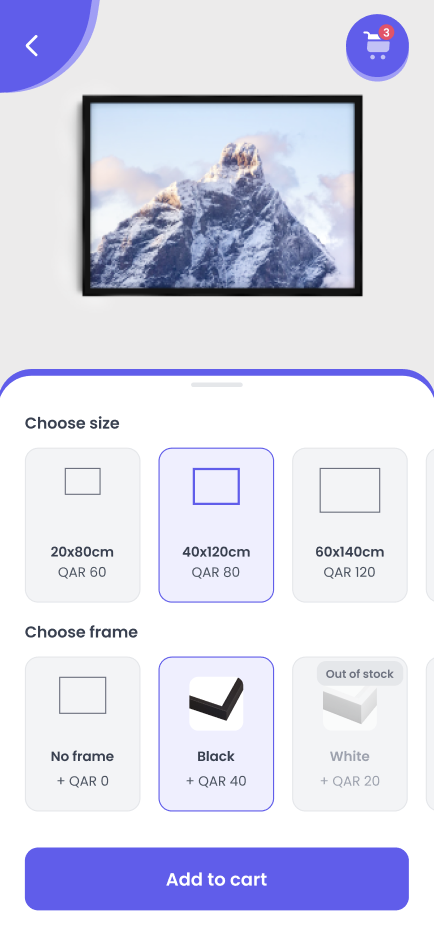 3
Choose size
20x80cm
QAR 60
40x120cm
QAR 80
60x140cm
QAR 120
Choose frame
No frame
+ QAR 0
Black
+ QAR 40
Out of stock
White
+ QAR 20
Add to cart